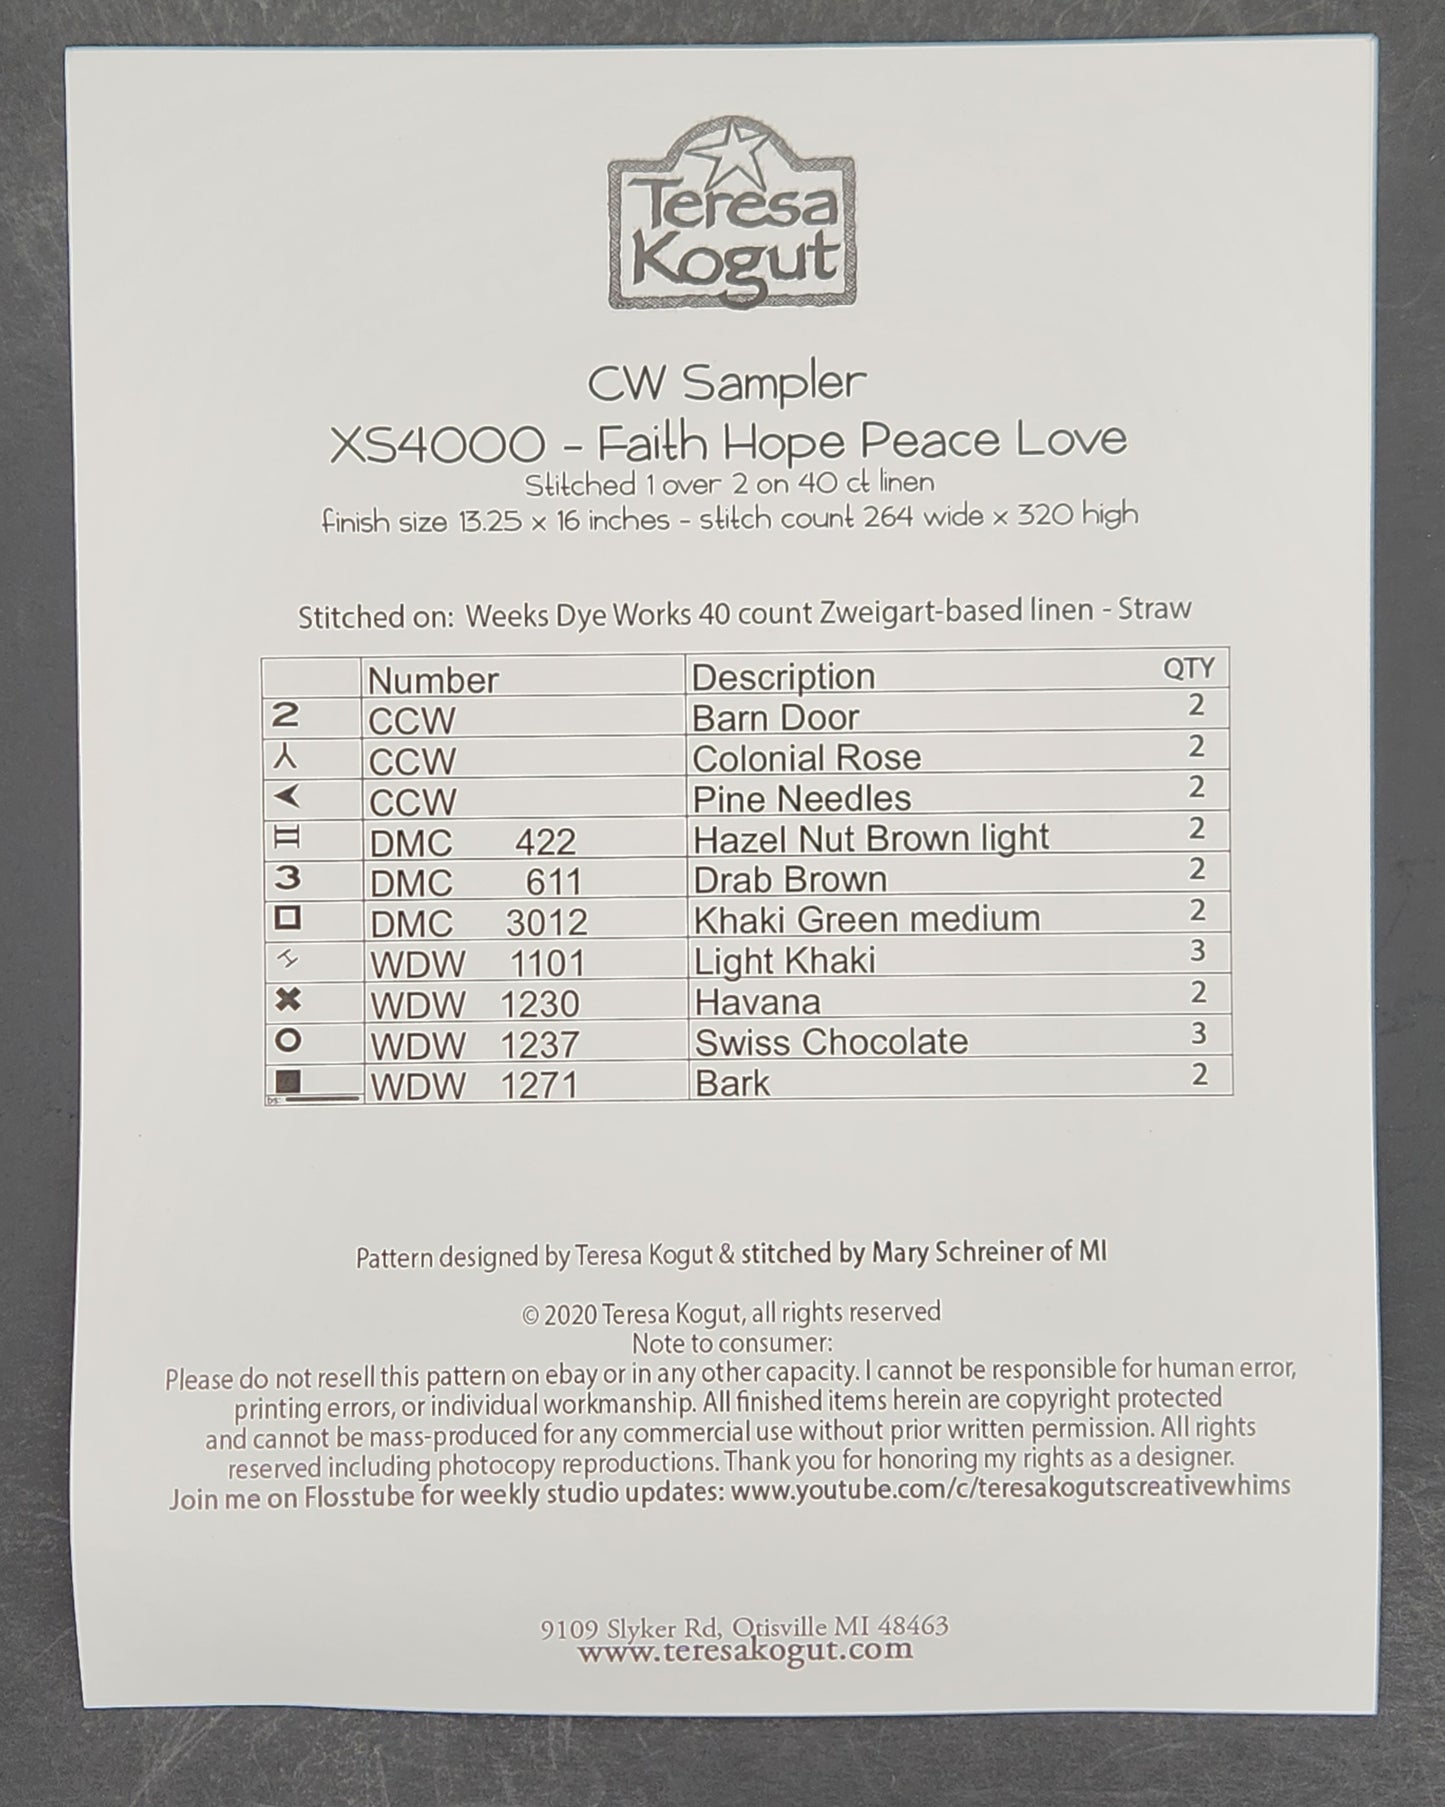 Teresa
Kogut
CW Sampler
XS4000 - Faith Hope Peace Love
Stitched 1 over 2 on 40 ct linen
finish size 13.25 x 16 inches - stitch count 264 wide x 320 high
Stitched on: Weeks Dye Works 40 count Zweigart-based linen - Straw
Number Description QTY
2 CCW Barn Door 2
CCW Colonial Rose 2
CCW Pine Needles 2
DMC 422 Hazel Nut Brown light 2
3 DMC 611 Drab Brown 2
DMC 3012 Khaki Green medium 2
WDW 1101 Light Khaki 3
WDW 1230 Havana 2
WDW 1237 Swiss Chocolate 3
WDW 1271 Bark 2
bs:
Pattern designed by Teresa Kogut & stitched by Mary Schreiner of MI
© 2020 Teresa Kogut, all rights reserved
Note to consumer:
Please do not resell this pattern on ebay or in any other capacity. I cannot be responsible for human error,
printing errors, or individual workmanship. All finished items herein are copyright protected
and cannot be mass-produced for any commercial use without prior written permission. All rights
reserved including photocopy reproductions. Thank you for honoring my rights as a designer.
Join me on Flosstube for weekly studio updates: www.youtube.com/c/teresakogutscreativewhims
9109 Slyker Rd, Otisville MI 48463
www.teresakogut.com